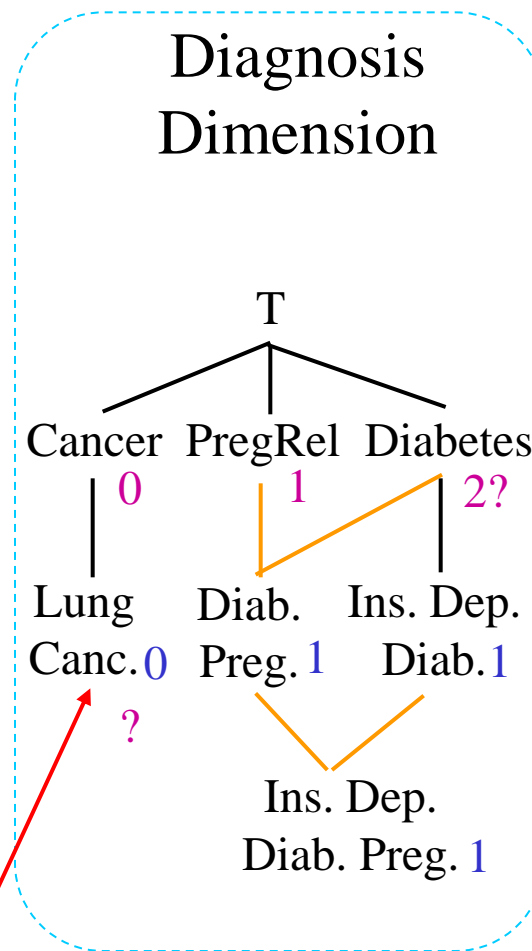 Diagnosis
Dimension
T
Cancer PregRel Diabetes
0 1 2?
Lung Diab. Ins. Dep.
Canc. 0 Preg. 1 Diab. 1
?
Ins. Dep.
Diab. Preg. 1